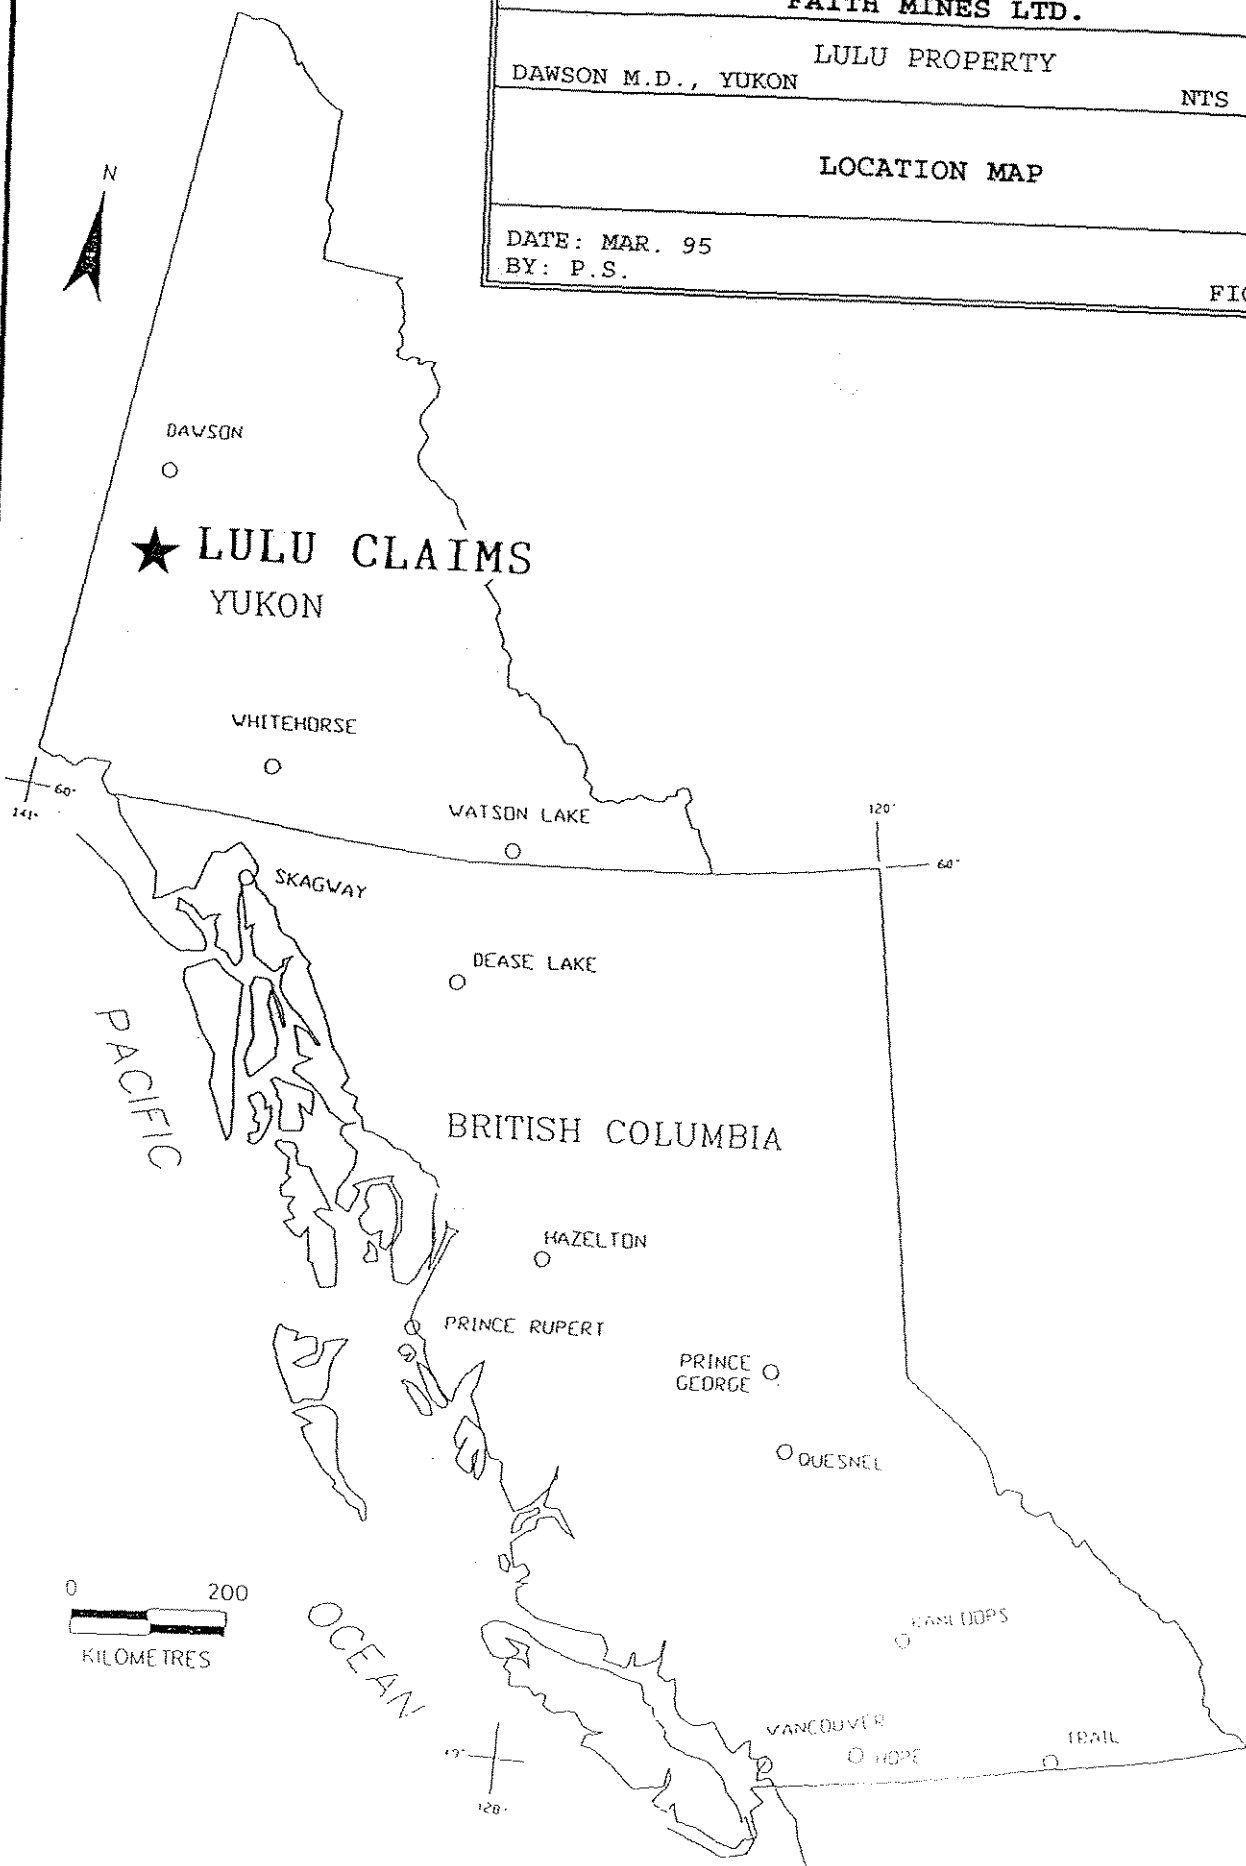 FAITH MINES LTD.
LULU PROPERTY
DAWSON M.D., YUKON
NTS
LOCATION MAP
DATE: MAR. 95
BY: P.S.
N
DAWSON
LULU CLAIMS
YUKON
WHITEHORSE
60°
141°
WATSON LAKE
120°
60°
SKAGWAY
DEASE LAKE
PACIFIC
BRITISH COLUMBIA
HAZELTON
PRINCE RUPERT
PRINCE
GEORGE
QUESNEL
0 200
KILOMETRES
OCEAN
KAMLOOPS
VANCOUVER
HOPE
TRAIL
128°